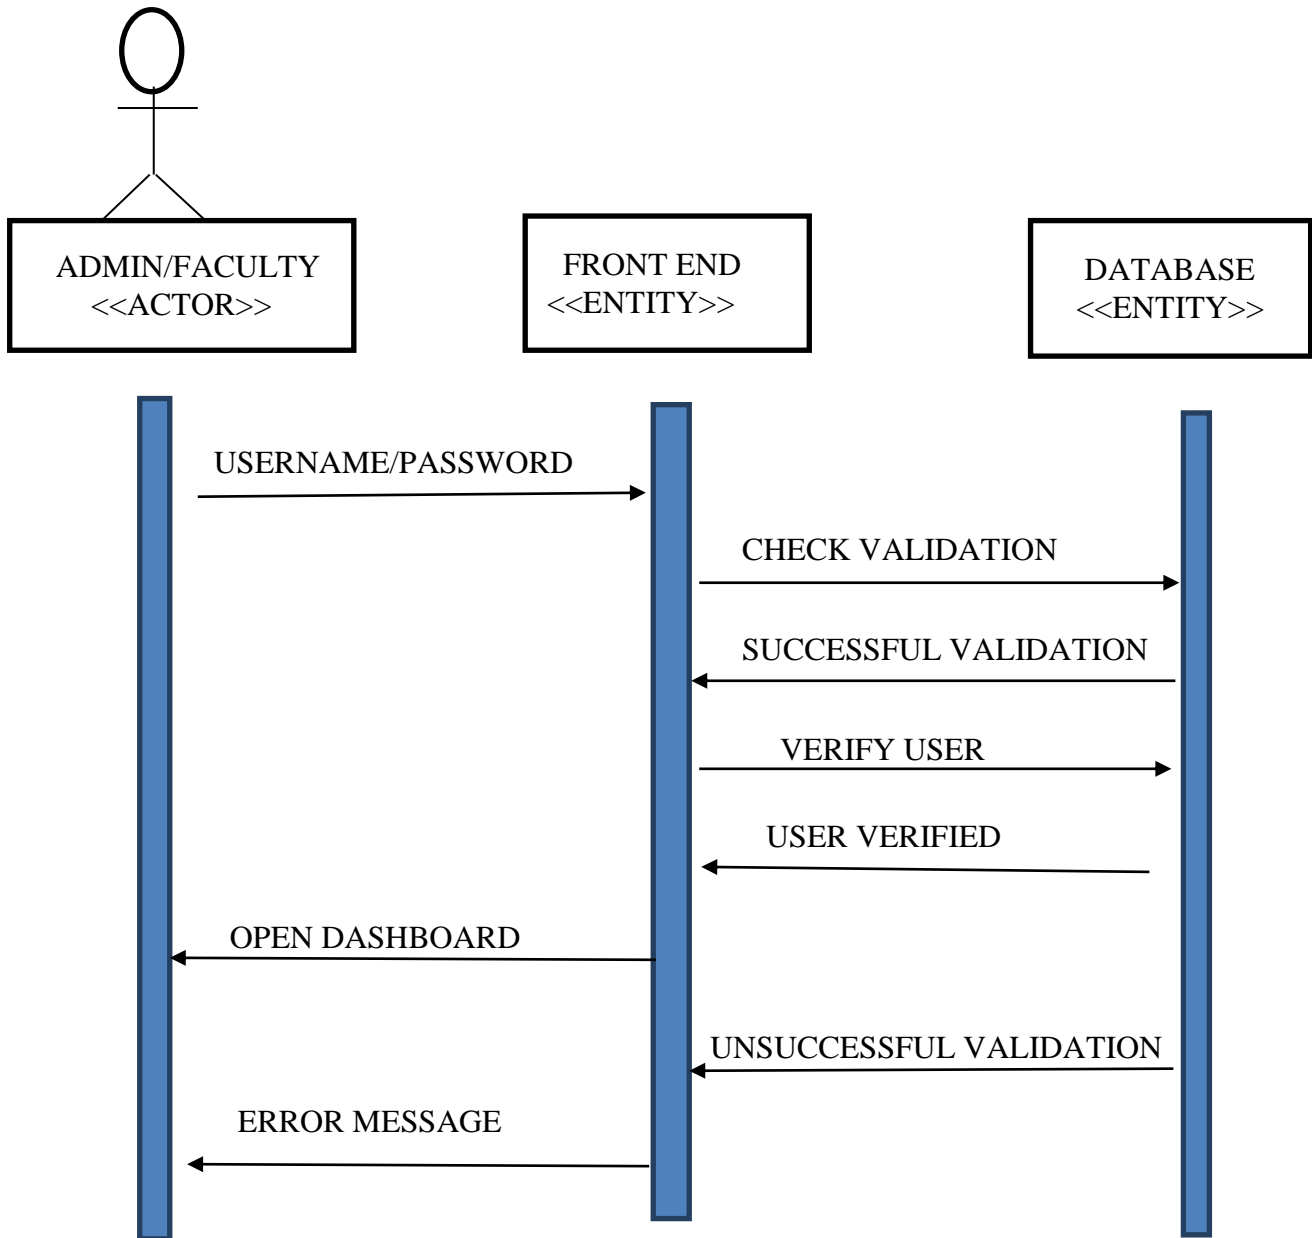 ADMIN/FACULTY
<<ACTOR>>
FRONT END
<<ENTITY>>
DATABASE
<<ENTITY>>
USERNAME/PASSWORD
CHECK VALIDATION
SUCCESSFUL VALIDATION
VERIFY USER
USER VERIFIED
OPEN DASHBOARD
UNSUCCESSFUL VALIDATION
ERROR MESSAGE